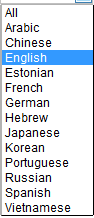 All
Arabic
Chinese
English
Estonian
French
German
Hebrew
Japanese
Korean
Portuguese
Russian
Spanish
Vietnamese